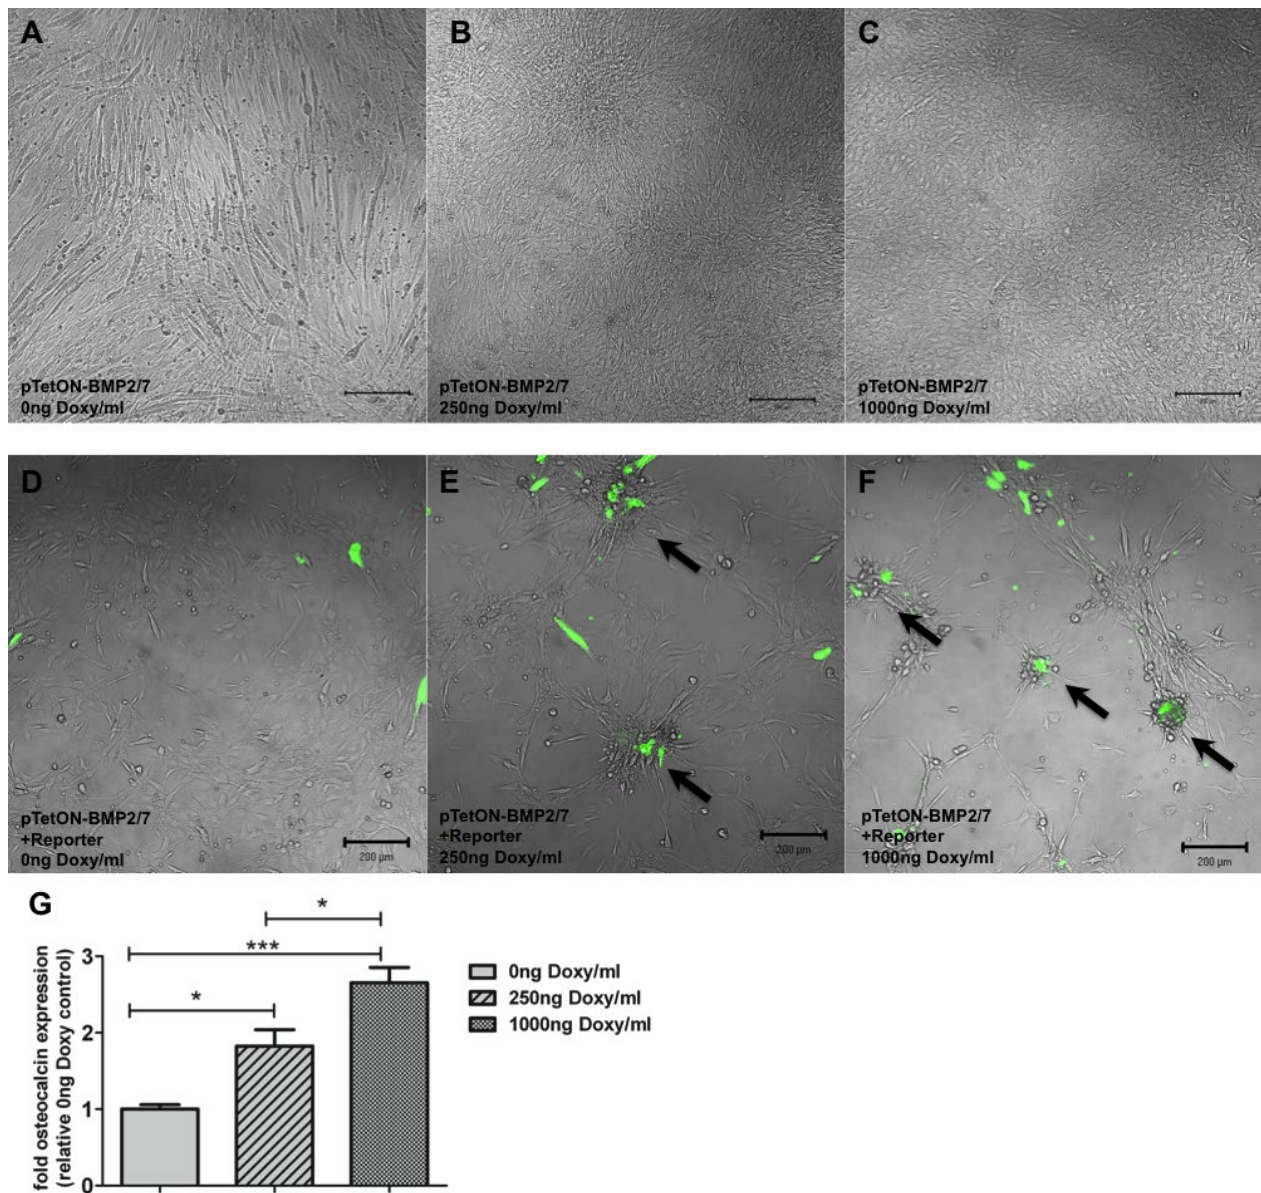 A
B
C
pTetON-BMP2/7
0ng Doxy/ml
pTetON-BMP2/7
250ng Doxy/ml
pTetON-BMP2/7
1000ng Doxy/ml
D
E
F
pTetON-BMP2/7
+Reporter
0ng Doxy/ml
200 µm
pTetON-BMP2/7
+Reporter
250ng Doxy/ml
200 µm
pTetON-BMP2/7
+Reporter
1000ng Doxy/ml
200 µm
G
fold osteocalcin expression
(relative 0ng Doxy control)
3
2
1
0
*
***
*
0ng Doxy/ml
250ng Doxy/ml
1000ng Doxy/ml